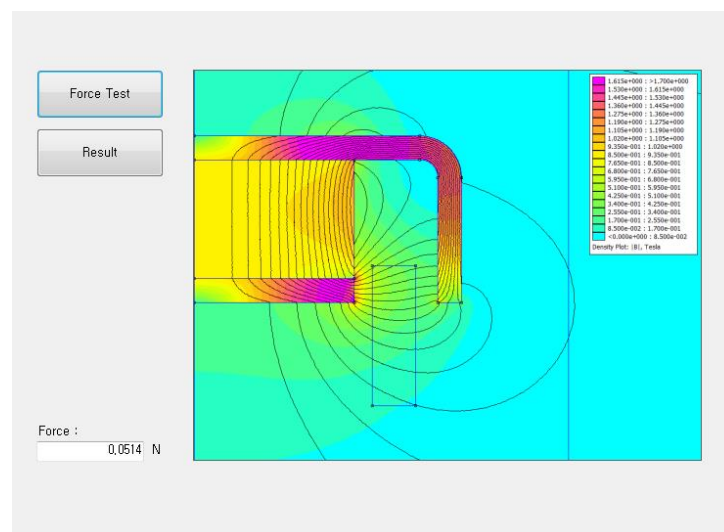 Force Test
Result
Force :
0.0514 N
1.615e+000 : >1.700e+000
1.530e+000 : 1.615e+000
1.445e+000 : 1.530e+000
1.360e+000 : 1.445e+000
1.275e+000 : 1.360e+000
1.190e+000 : 1.275e+000
1.105e+000 : 1.190e+000
1.020e+000 : 1.105e+000
9.350e-001 : 1.020e+000
8.500e-001 : 9.350e-001
7.650e-001 : 8.500e-001
6.800e-001 : 7.650e-001
5.950e-001 : 6.800e-001
5.100e-001 : 5.950e-001
4.250e-001 : 5.100e-001
3.400e-001 : 4.250e-001
2.550e-001 : 3.400e-001
1.700e-001 : 2.550e-001
8.500e-002 : 1.700e-001
<0.000e+000 : 8.500e-002
Density Plot: |B|, Tesla